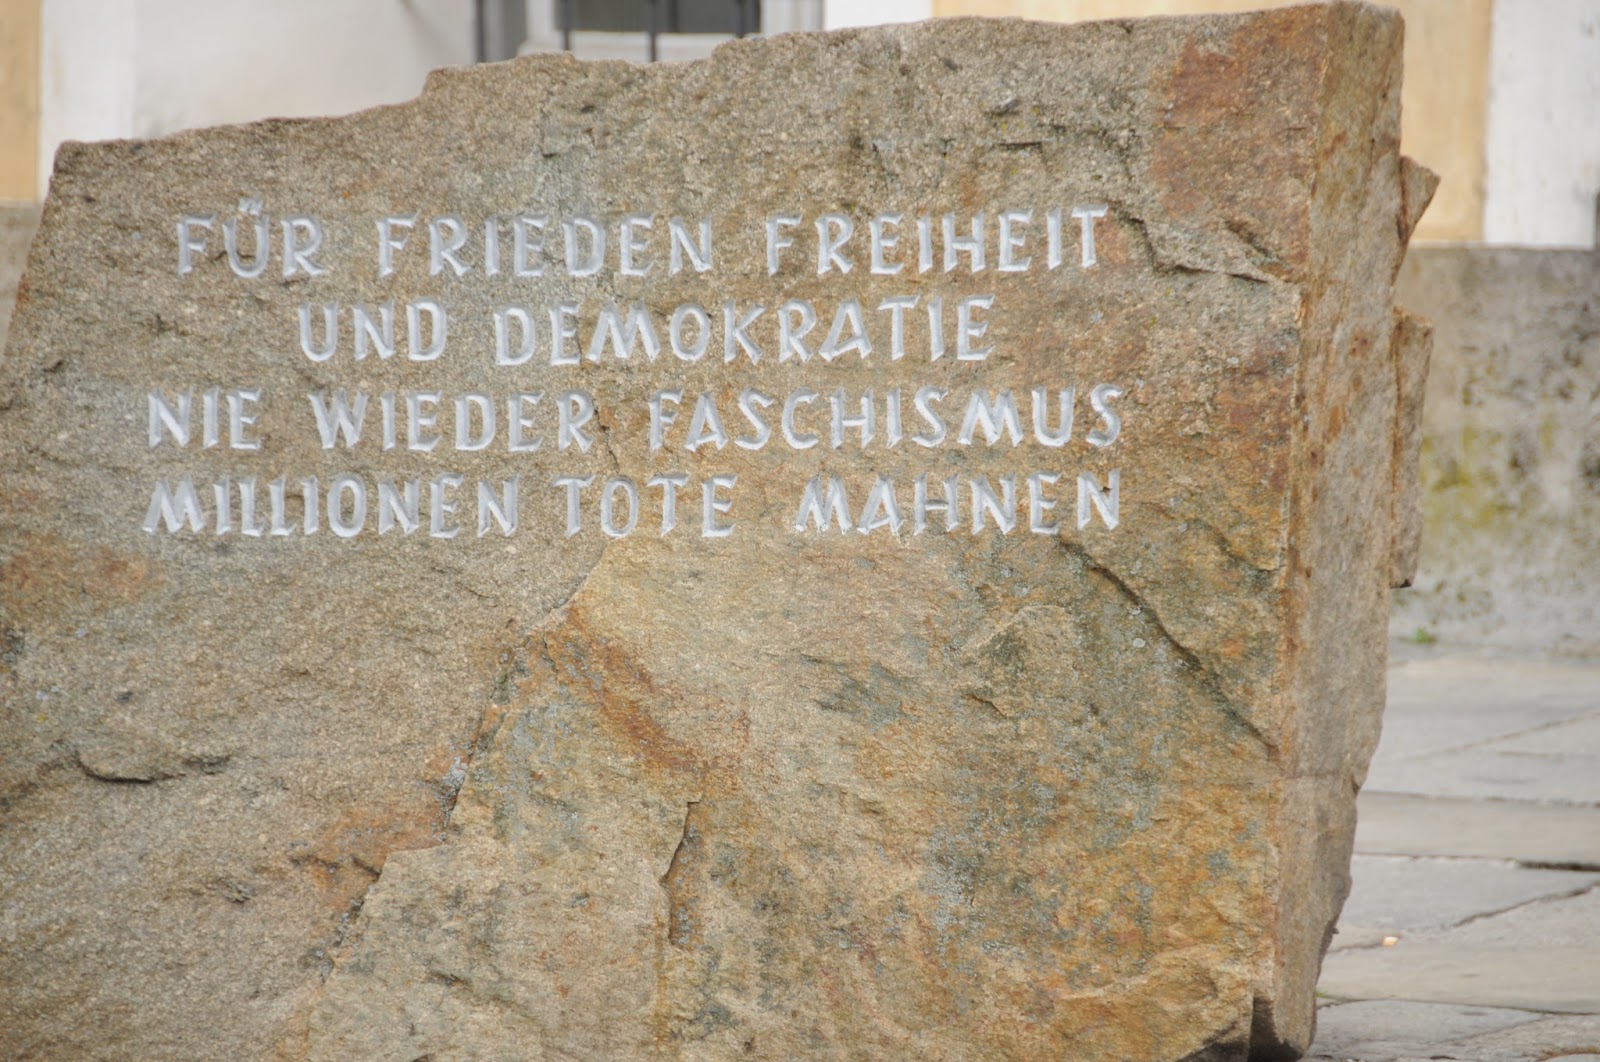 FÜR FRIEDEN FREIHEIT
UND DEMOKRATIE
NIE WIEDER FASCHISMUS
MILLIONEN TOTE MAHNEN